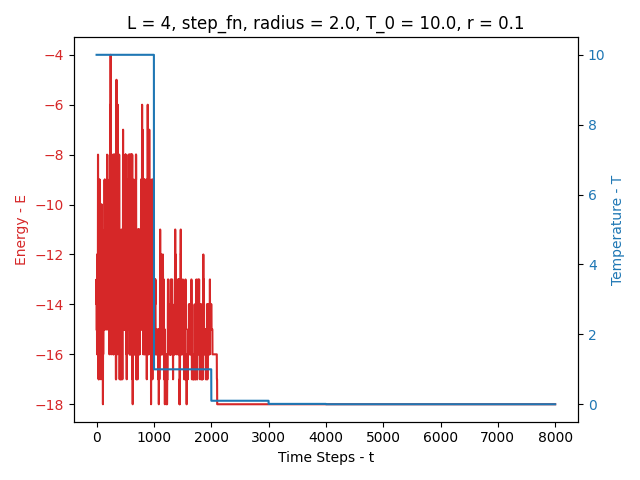 L = 4, step_fn, radius = 2.0, T_0 = 10.0, r = 0.1
−4
−6
−8
−10
−12
−14
−16
−18
Energy - E
10
8
6
4
2
0
Temperature - T
0 1000 2000 3000 4000 5000 6000 7000 8000
Time Steps - t